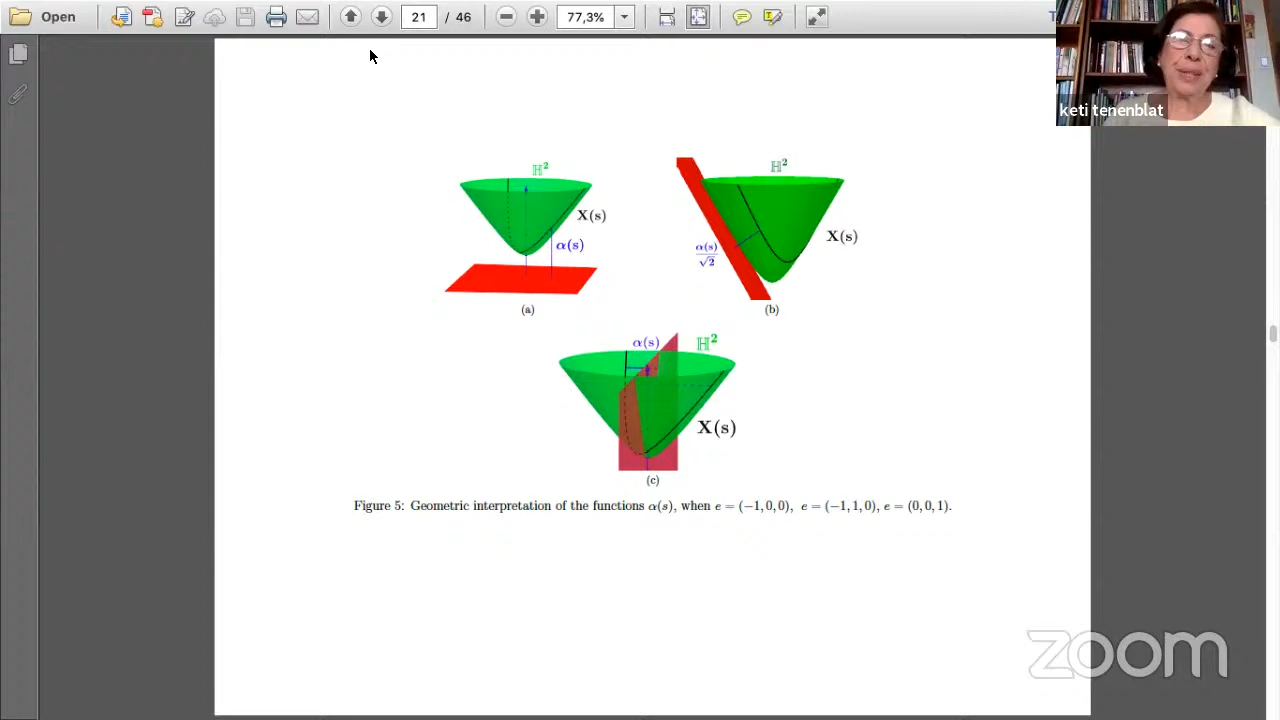 Open
21 / 46
77,3%
keti tenenblat
ℍ²
X(s)
α(s)
(a)
ℍ²
X(s)
α(s)/√2
(b)
α(s)
ℍ²
X(s)
(c)
Figure 5: Geometric interpretation of the functions α(s), when e = (−1, 0, 0), e = (−1, 1, 0), e = (0, 0, 1).
zoom